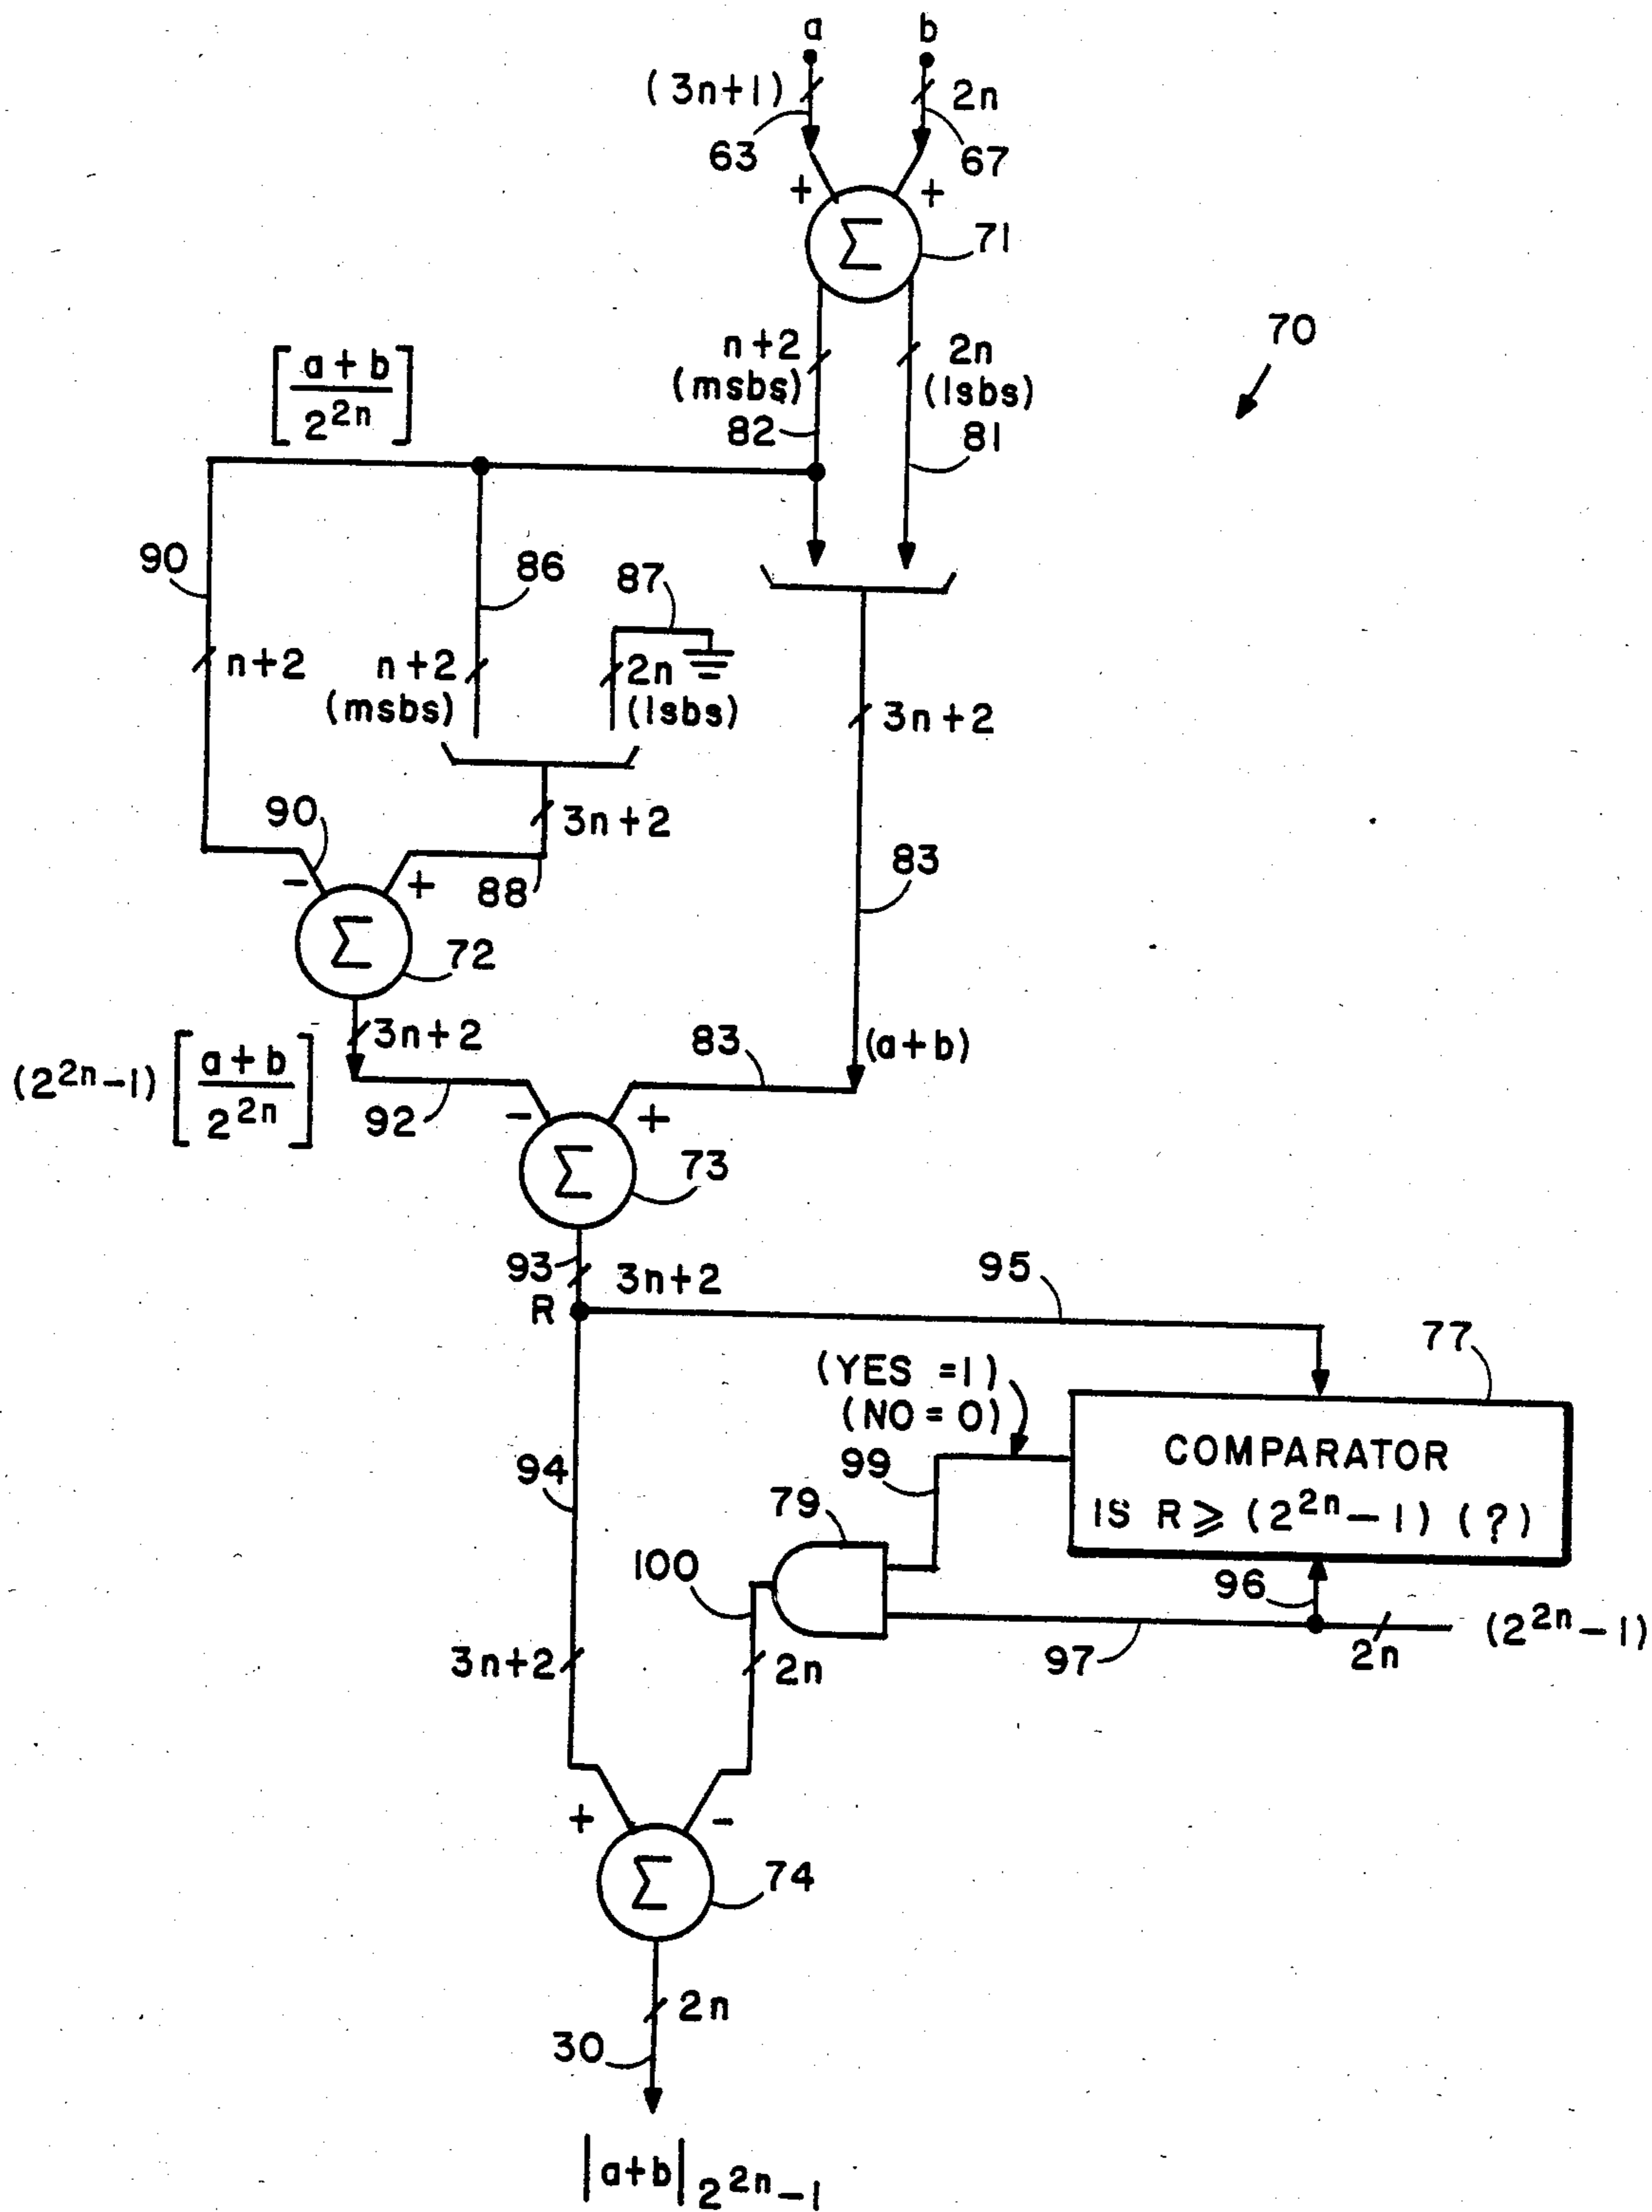 a b
(3n+1) 2n
63 67
+ +
Σ 71
70
n+2 2n
(msbs) (lsbs)
82 81
[a+b / 2^2n]
90 86 87
n+2 n+2 2n
(msbs) (lsbs)
3n+2
90 3n+2
83
- + 88
Σ 72
3n+2 83 (a+b)
(2^2n-1) [a+b / 2^2n]
92 - +
Σ 73
93 3n+2 95
R
77
(YES =1)
(NO=0)
COMPARATOR
IS R ⩾ (2^2n-1) (?)
94 99
79
100 96
(2^2n-1)
3n+2 2n 97 2n
+ -
Σ 74
2n
30
|a+b| 2^2n-1